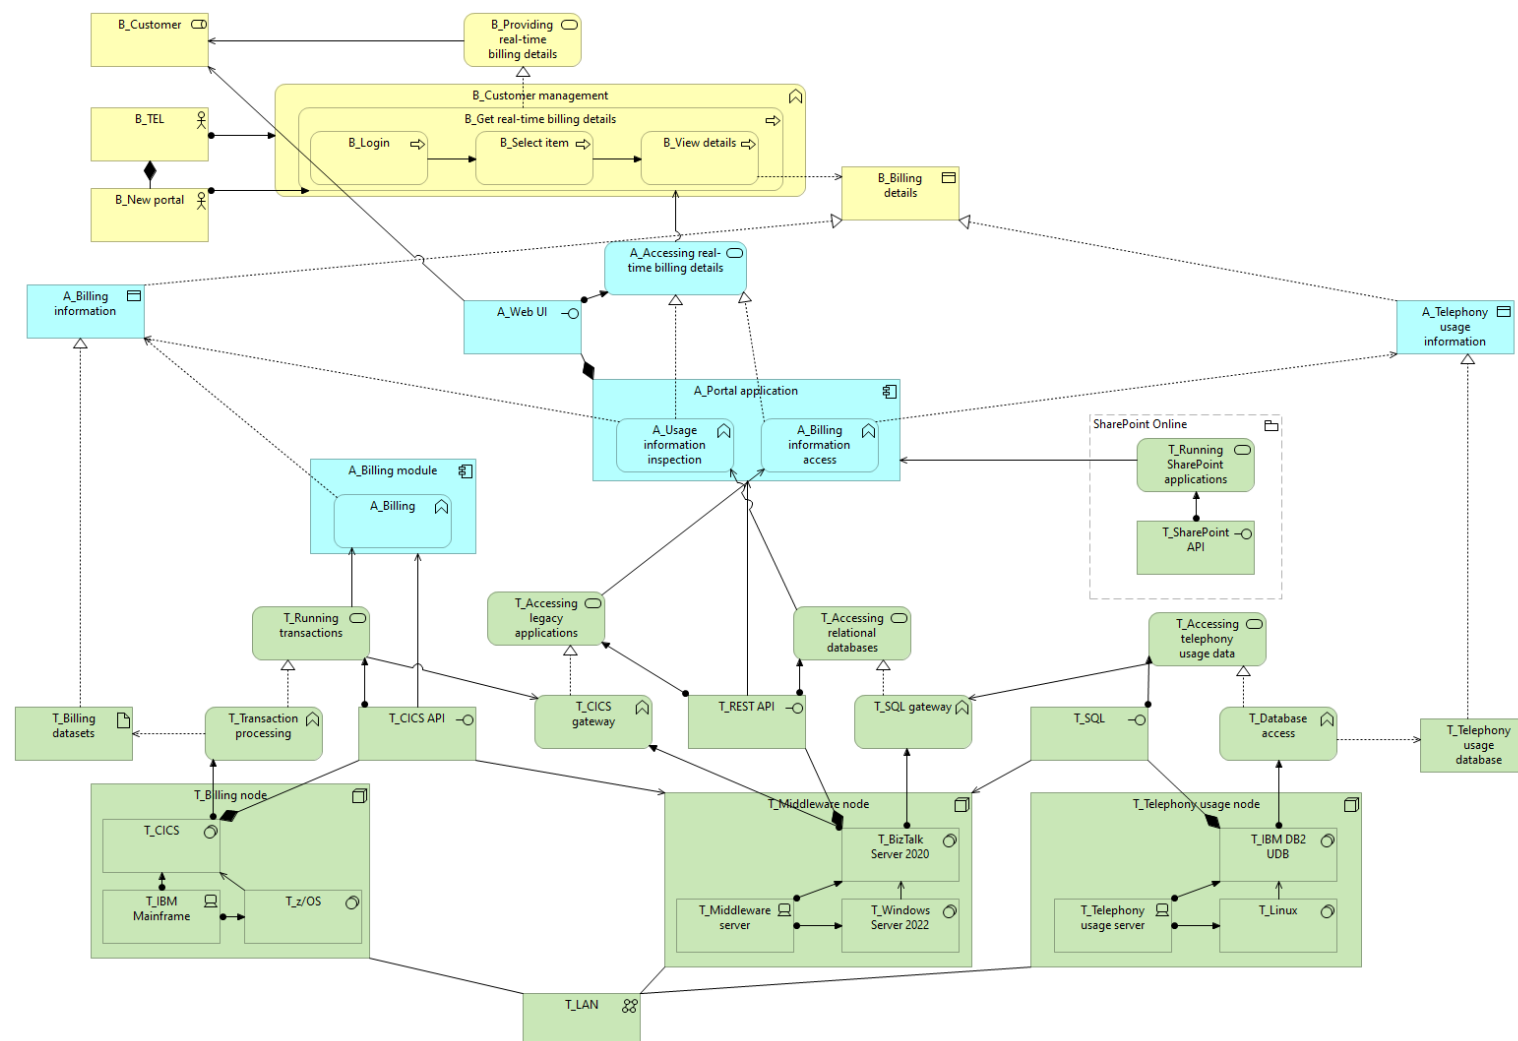 B_Customer
B_Providing
real-time
billing details
B_Customer management
B_TEL
B_Get real-time billing details
B_Login
B_Select item
B_View details
B_New portal
B_Billing
details
A_Accessing real-
time billing details
A_Billing
information
A_Web UI
A_Telephony
usage
information
A_Portal application
A_Usage
information
inspection
A_Billing
information
access
SharePoint Online
T_Running
SharePoint
applications
A_Billing module
A_Billing
T_SharePoint
API
T_Running
transactions
T_Accessing
legacy
applications
T_Accessing
relational
databases
T_Accessing
telephony
usage data
T_Billing
datasets
T_Transaction
processing
T_CICS API
T_CICS
gateway
T_REST API
T_SQL gateway
T_SQL
T_Database
access
T_Telephony
usage
database
T_Billing node
T_Middleware node
T_Telephony usage node
T_CICS
T_BizTalk
Server 2020
T_IBM DB2
UDB
T_IBM
Mainframe
T_z/OS
T_Middleware
server
T_Windows
Server 2022
T_Telephony
usage server
T_Linux
T_LAN